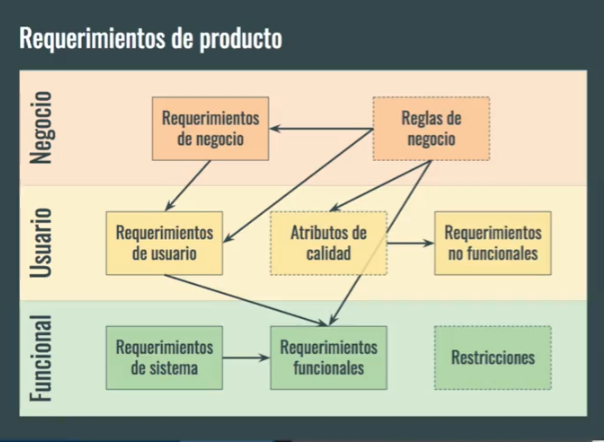 Requerimientos de producto
Negocio
Requerimientos
de negocio
Reglas de
negocio
Usuario
Requerimientos
de usuario
Atributos de
calidad
Requerimientos
no funcionales
Funcional
Requerimientos
de sistema
Requerimientos
funcionales
Restricciones